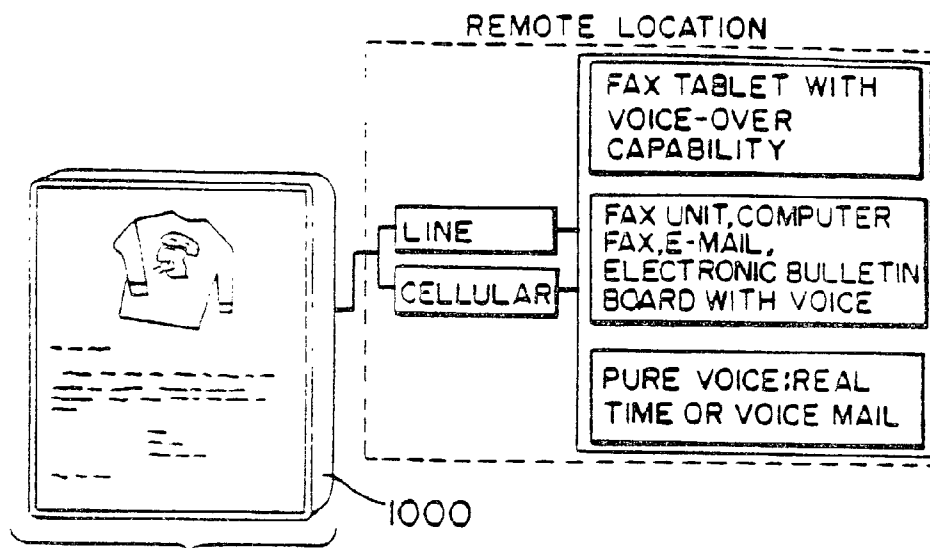 REMOTE LOCATION
FAX TABLET WITH
VOICE-OVER
CAPABILITY
LINE
CELLULAR
FAX UNIT,COMPUTER
FAX,E-MAIL,
ELECTRONIC BULLETIN
BOARD WITH VOICE
PURE VOICE:REAL
TIME OR VOICE MAIL
1000